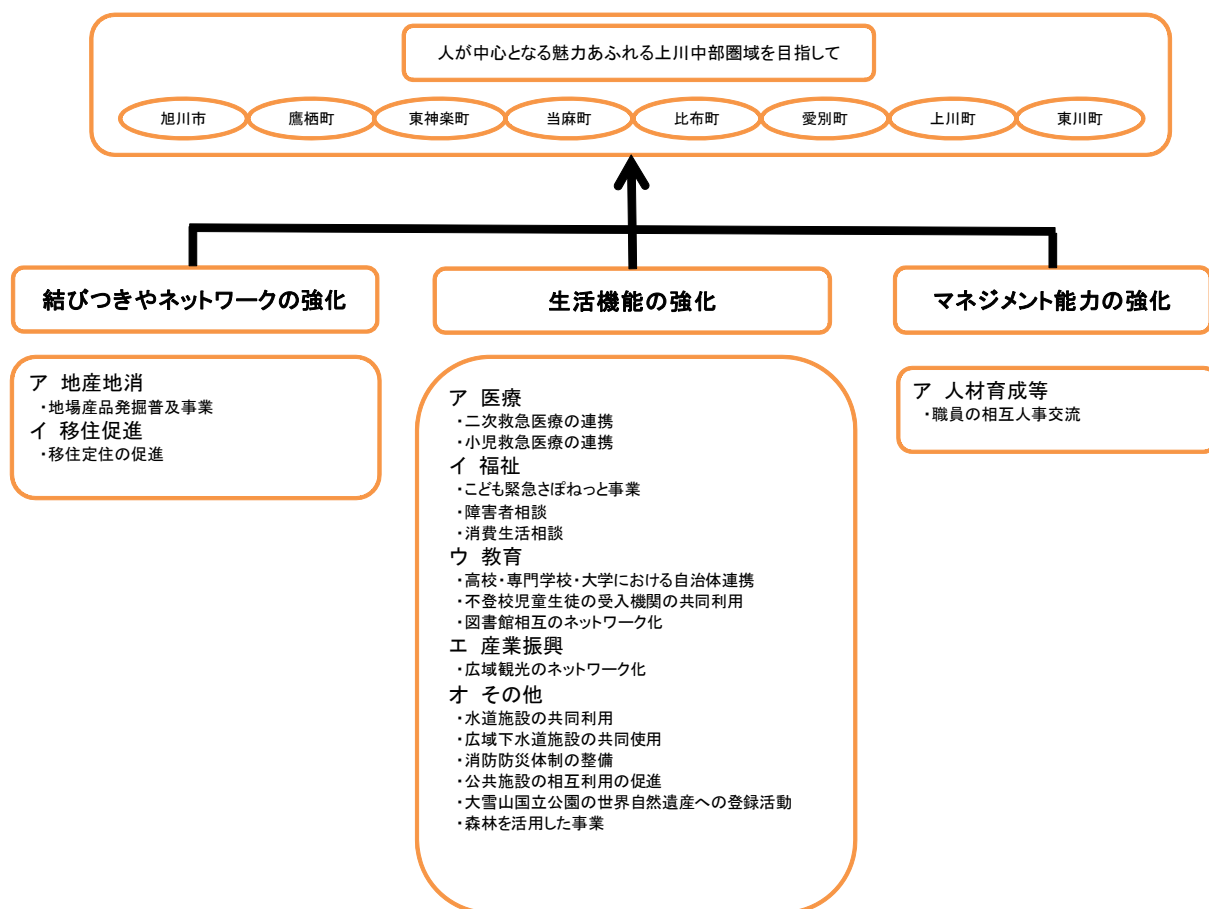 人が中心となる魅力あふれる上川中部圏域を目指して
旭川市 鷹栖町 東神楽町 当麻町 比布町 愛別町 上川町 東川町
結びつきやネットワークの強化
ア 地産地消
・地場産品発掘普及事業
イ 移住促進
・移住定住の促進
生活機能の強化
ア 医療
・二次救急医療の連携
・小児救急医療の連携
イ 福祉
・こども緊急さぽねっと事業
・障害者相談
・消費生活相談
ウ 教育
・高校・専門学校・大学における自治体連携
・不登校児童生徒の受入機関の共同利用
・図書館相互のネットワーク化
エ 産業振興
・広域観光のネットワーク化
オ その他
・水道施設の共同利用
・広域下水道施設の共同使用
・消防防災体制の整備
・公共施設の相互利用の促進
・大雪山国立公園の世界自然遺産への登録活動
・森林を活用した事業
マネジメント能力の強化
ア 人材育成等
・職員の相互人事交流